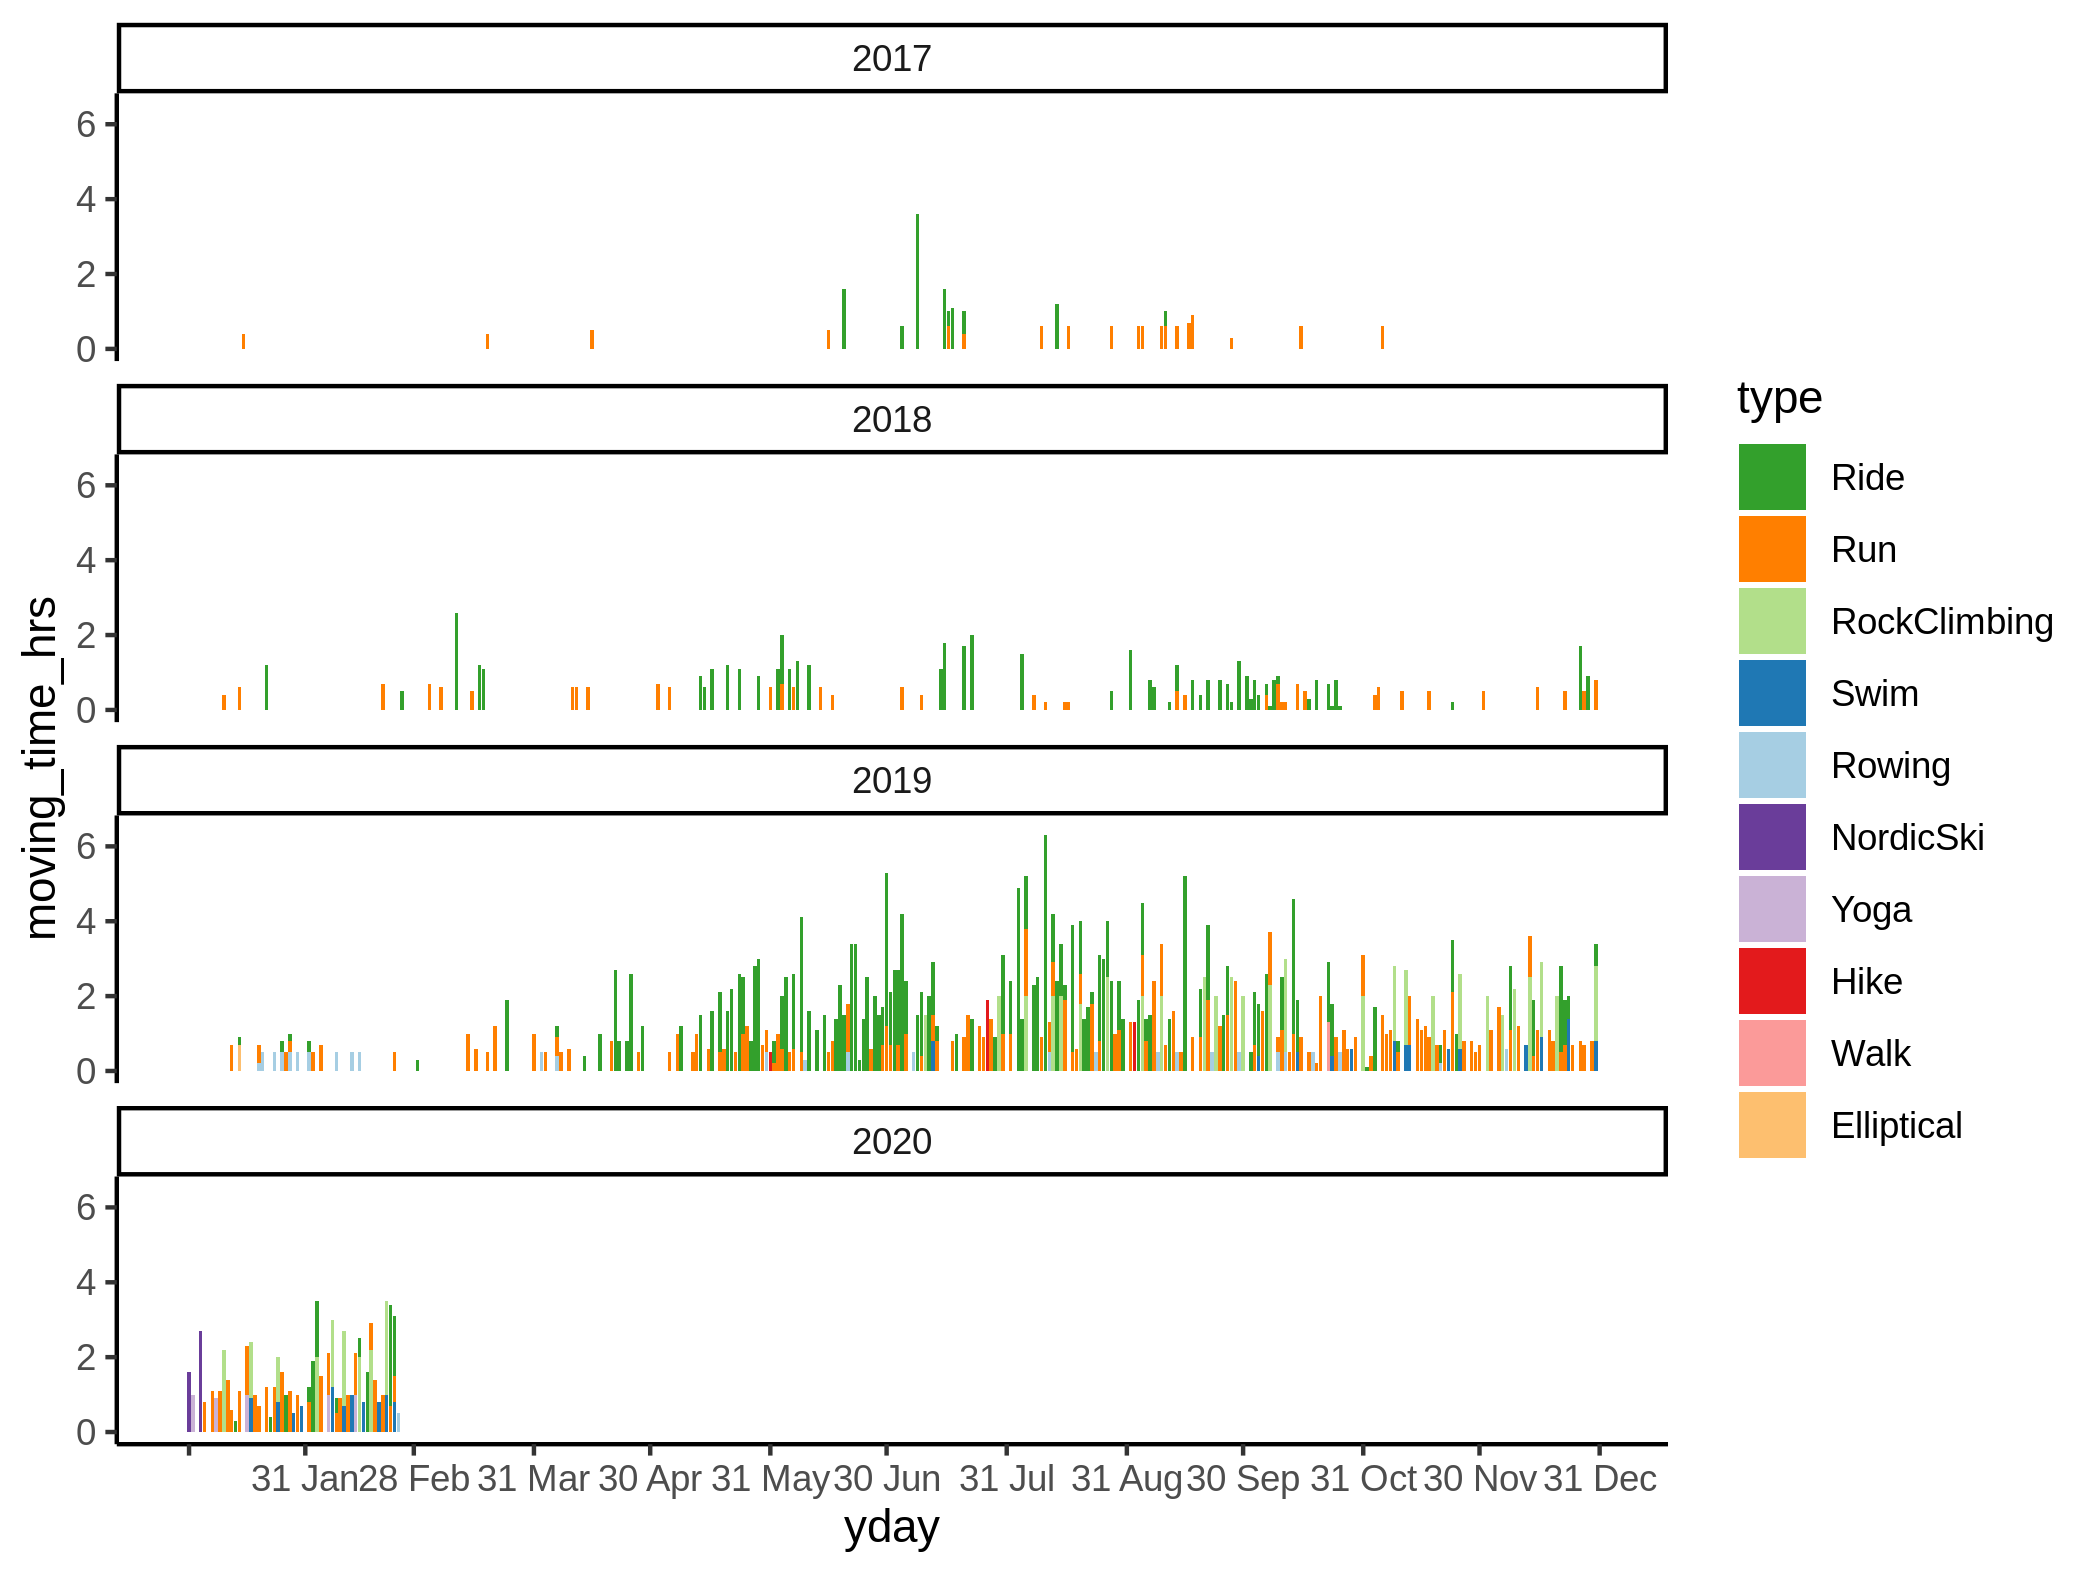 2017
6
4
2
0
2018
6
4
2
0
2019
6
4
2
0
2020
6
4
2
0
31 Jan 28 Feb 31 Mar 30 Apr 31 May 30 Jun 31 Jul 31 Aug 30 Sep 31 Oct 30 Nov 31 Dec
yday
moving_time_hrs
type
Ride
Run
RockClimbing
Swim
Rowing
NordicSki
Yoga
Hike
Walk
Elliptical